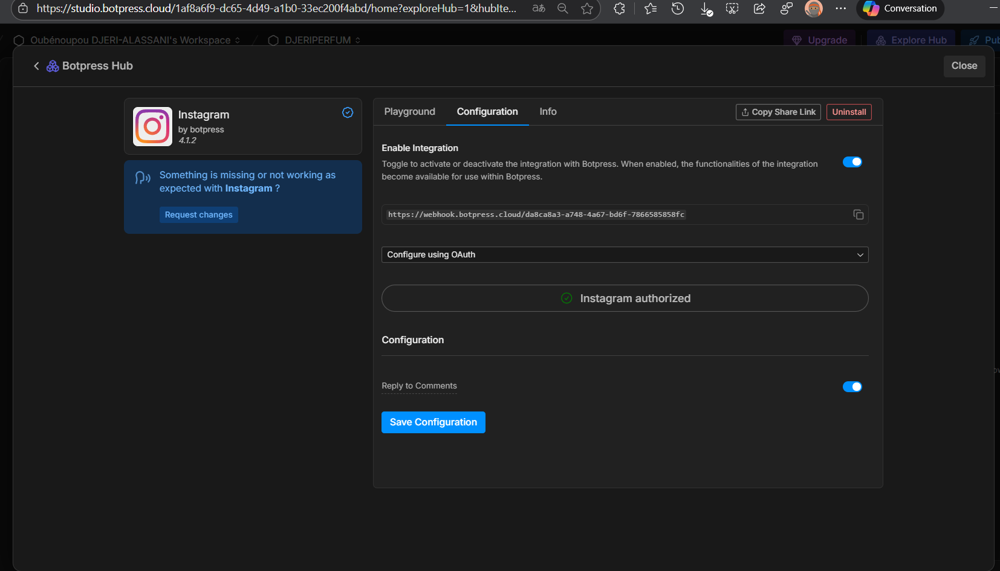 https://studio.botpress.cloud/1af8a6f9-dc65-4d49-a1b0-33ec200f4abd/home?exploreHub=1&hubIte...
Conversation
Oubénoupou DJERI-ALASSANI's Workspace / DJERIPERFUM
Upgrade
Explore Hub
Pub
Botpress Hub
Close
Instagram
by botpress
4.1.2
Something is missing or not working as
expected with Instagram ?
Request changes
Playground Configuration Info
Copy Share Link
Uninstall
Enable Integration
Toggle to activate or deactivate the integration with Botpress. When enabled, the functionalities of the integration
become available for use within Botpress.
https://webhook.botpress.cloud/da8ca8a3-a748-4a67-bd6f-7866585858fc
Configure using OAuth
Instagram authorized
Configuration
Reply to Comments
Save Configuration